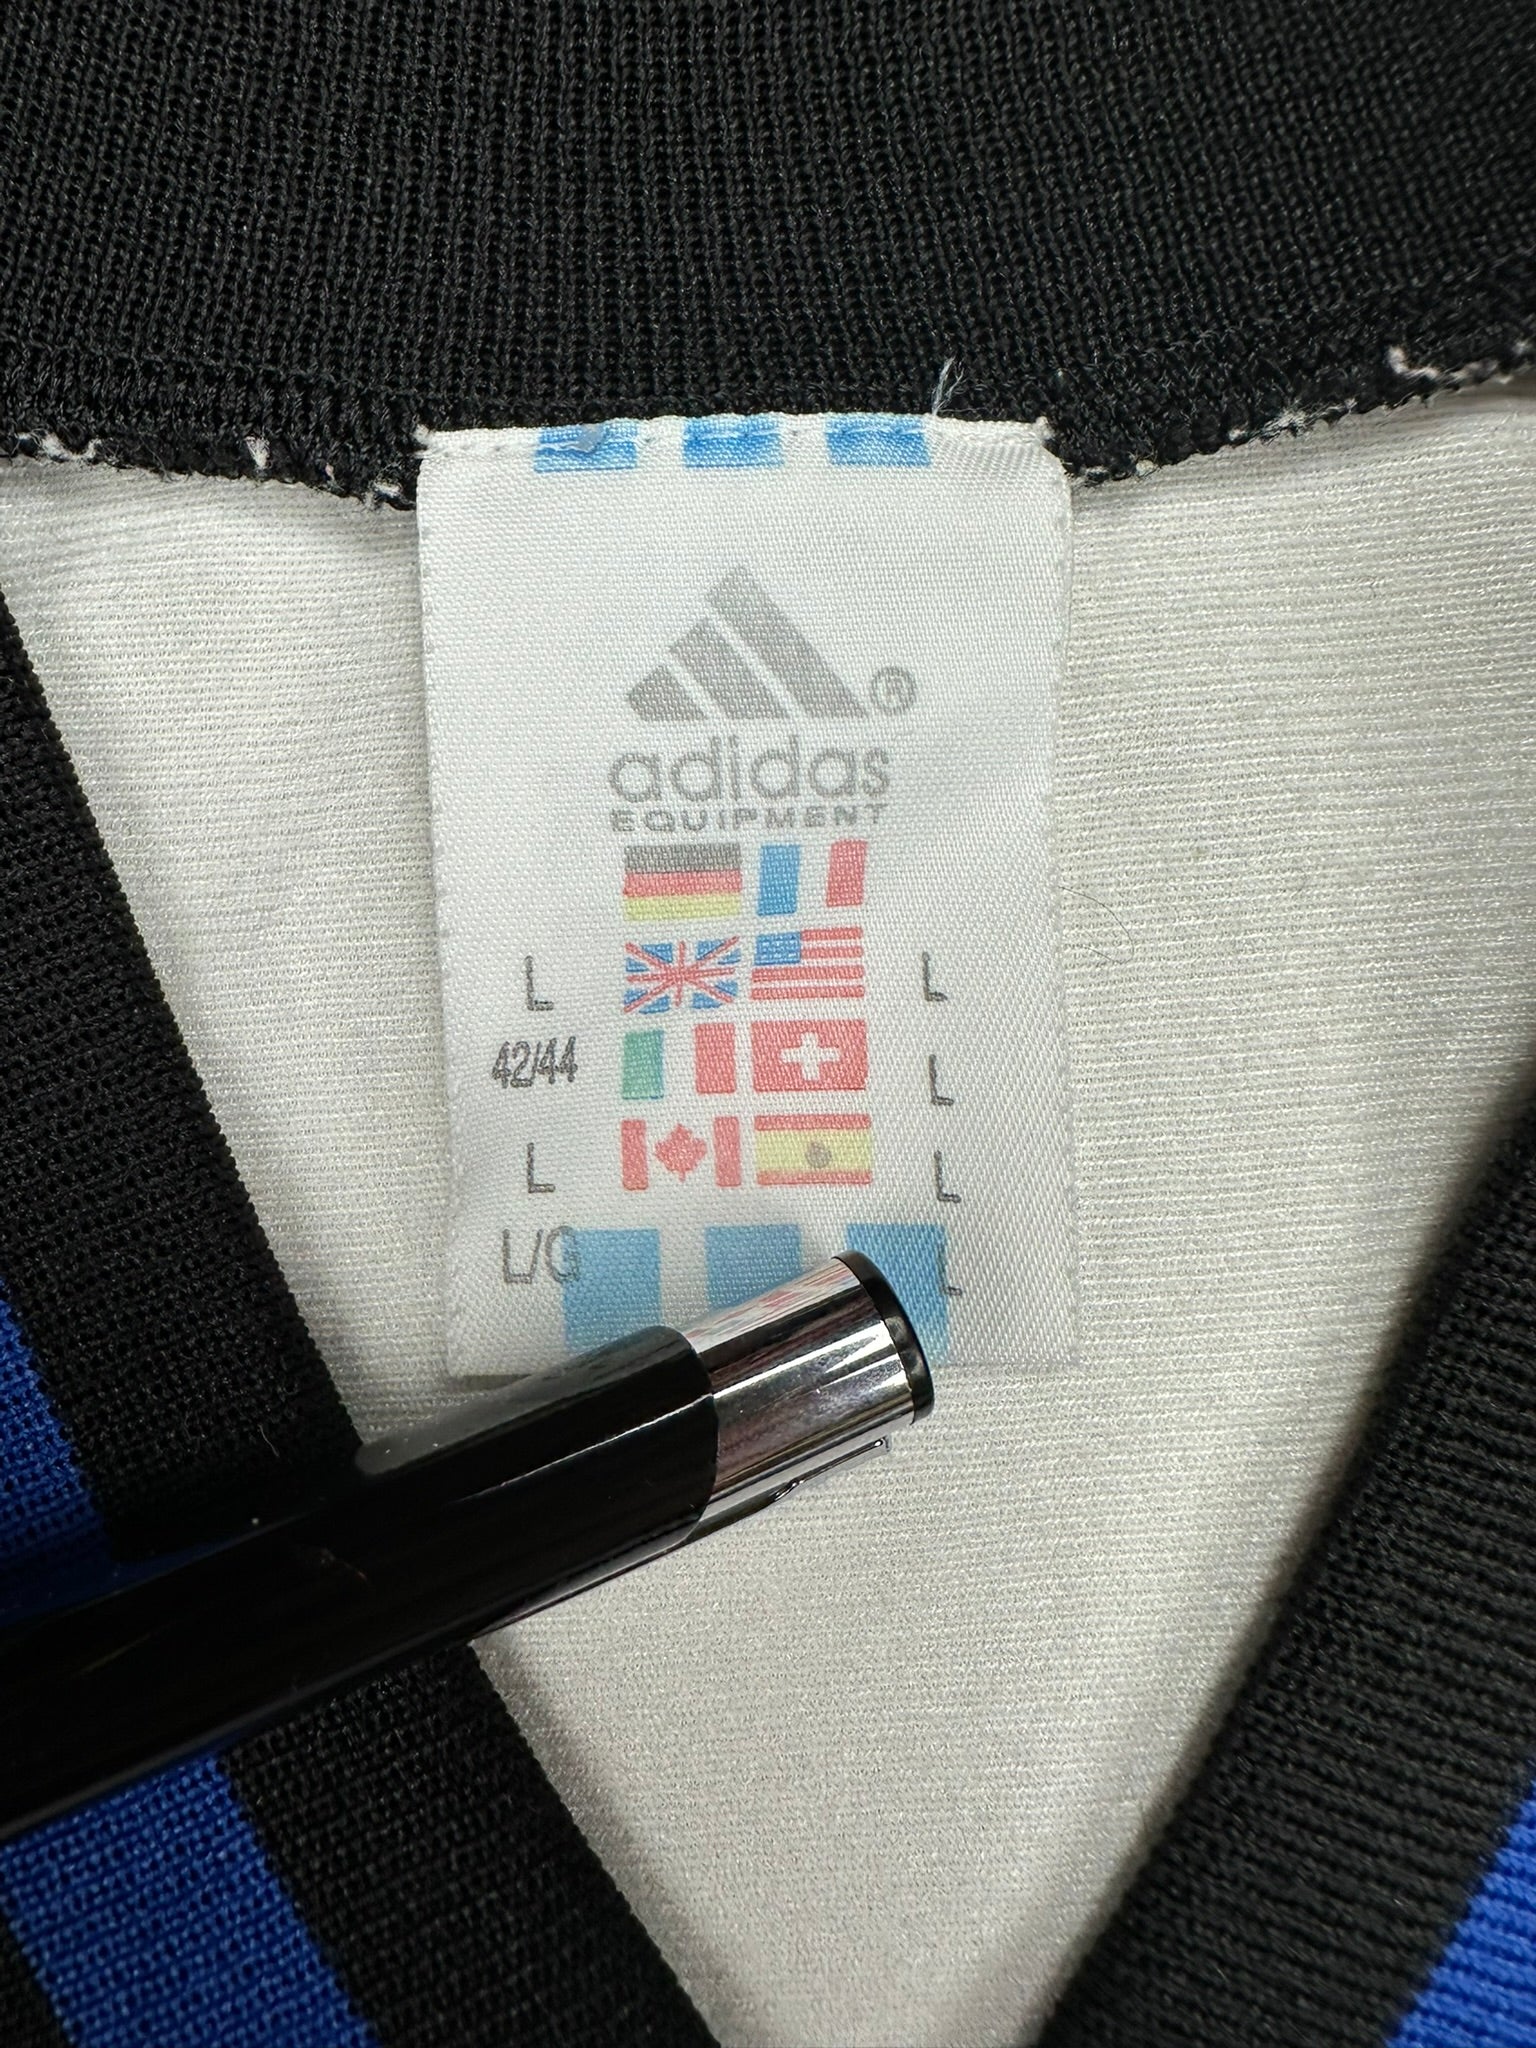 ®
adidas
EQUIPMENT
L L
42/44 L
L L
L/G L